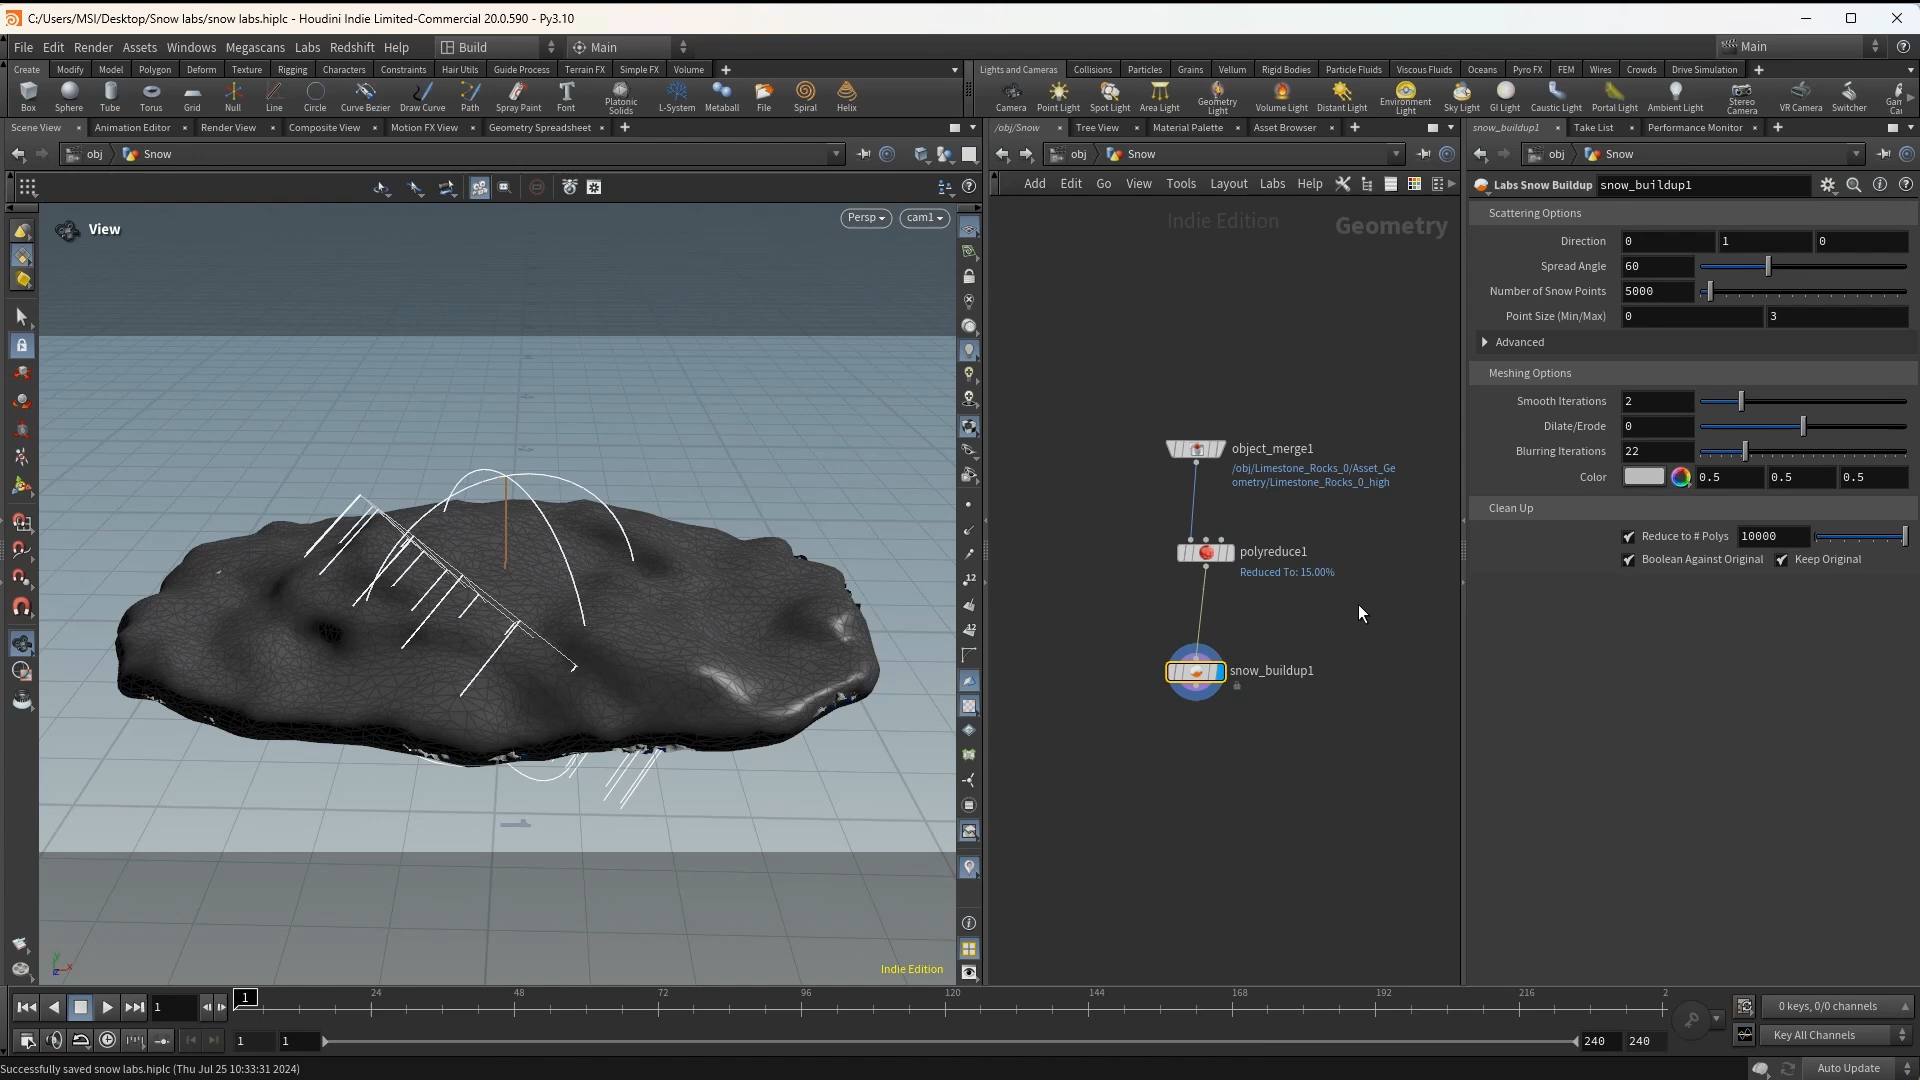 C:/Users/MSI/Desktop/Snow labs/snow labs.hiplc - Houdini Indie Limited-Commercial 20.0.590 - Py3.10
File Edit Render Assets Windows Megascans Labs Redshift Help Build Main Main
Create Modify Model Polygon Deform Texture Rigging Characters Constraints Hair Utils Guide Process Terrain FX Simple FX Volume
Lights and Cameras Collisions Particles Grains Vellum Rigid Bodies Particle Fluids Viscous Fluids Oceans Pyro FX FEM Wires Crowds Drive Simulation
Box Sphere Tube Torus Grid Null Line Circle Curve Bezier Draw Curve Path Spray Paint Font Platonic Solids L-System Metaball File Spiral Helix
Camera Point Light Spot Light Area Light Geometry Light Volume Light Distant Light Environment Light Sky Light GI Light Caustic Light Portal Light Ambient Light Stereo Camera VR Camera Switcher
Scene View Animation Editor Render View Composite View Motion FX View Geometry Spreadsheet
/obj/Snow Tree View Material Palette Asset Browser
snow_buildup1 Take List Performance Monitor
obj Snow
obj Snow
obj Snow
Add Edit Go View Tools Layout Labs Help
Labs Snow Buildup snow_buildup1
View
Persp cam1
Indie Edition
Geometry
object_merge1
/obj/Limestone_Rocks_0/Asset_Ge
ometry/Limestone_Rocks_0_high
polyreduce1
Reduced To: 15.00%
snow_buildup1
Scattering Options
Direction 0 1 0
Spread Angle 60
Number of Snow Points 5000
Point Size (Min/Max) 0 3
Advanced
Meshing Options
Smooth Iterations 2
Dilate/Erode 0
Blurring Iterations 22
Color 0.5 0.5 0.5
Clean Up
Reduce to # Polys 10000
Boolean Against Original Keep Original
12
12
Indie Edition
1 1 24 48 72 96 120 144 168 192 216 2
0 keys, 0/0 channels
1 1 240 240
Key All Channels
Successfully saved snow labs.hiplc (Thu Jul 25 10:33:31 2024)
Auto Update